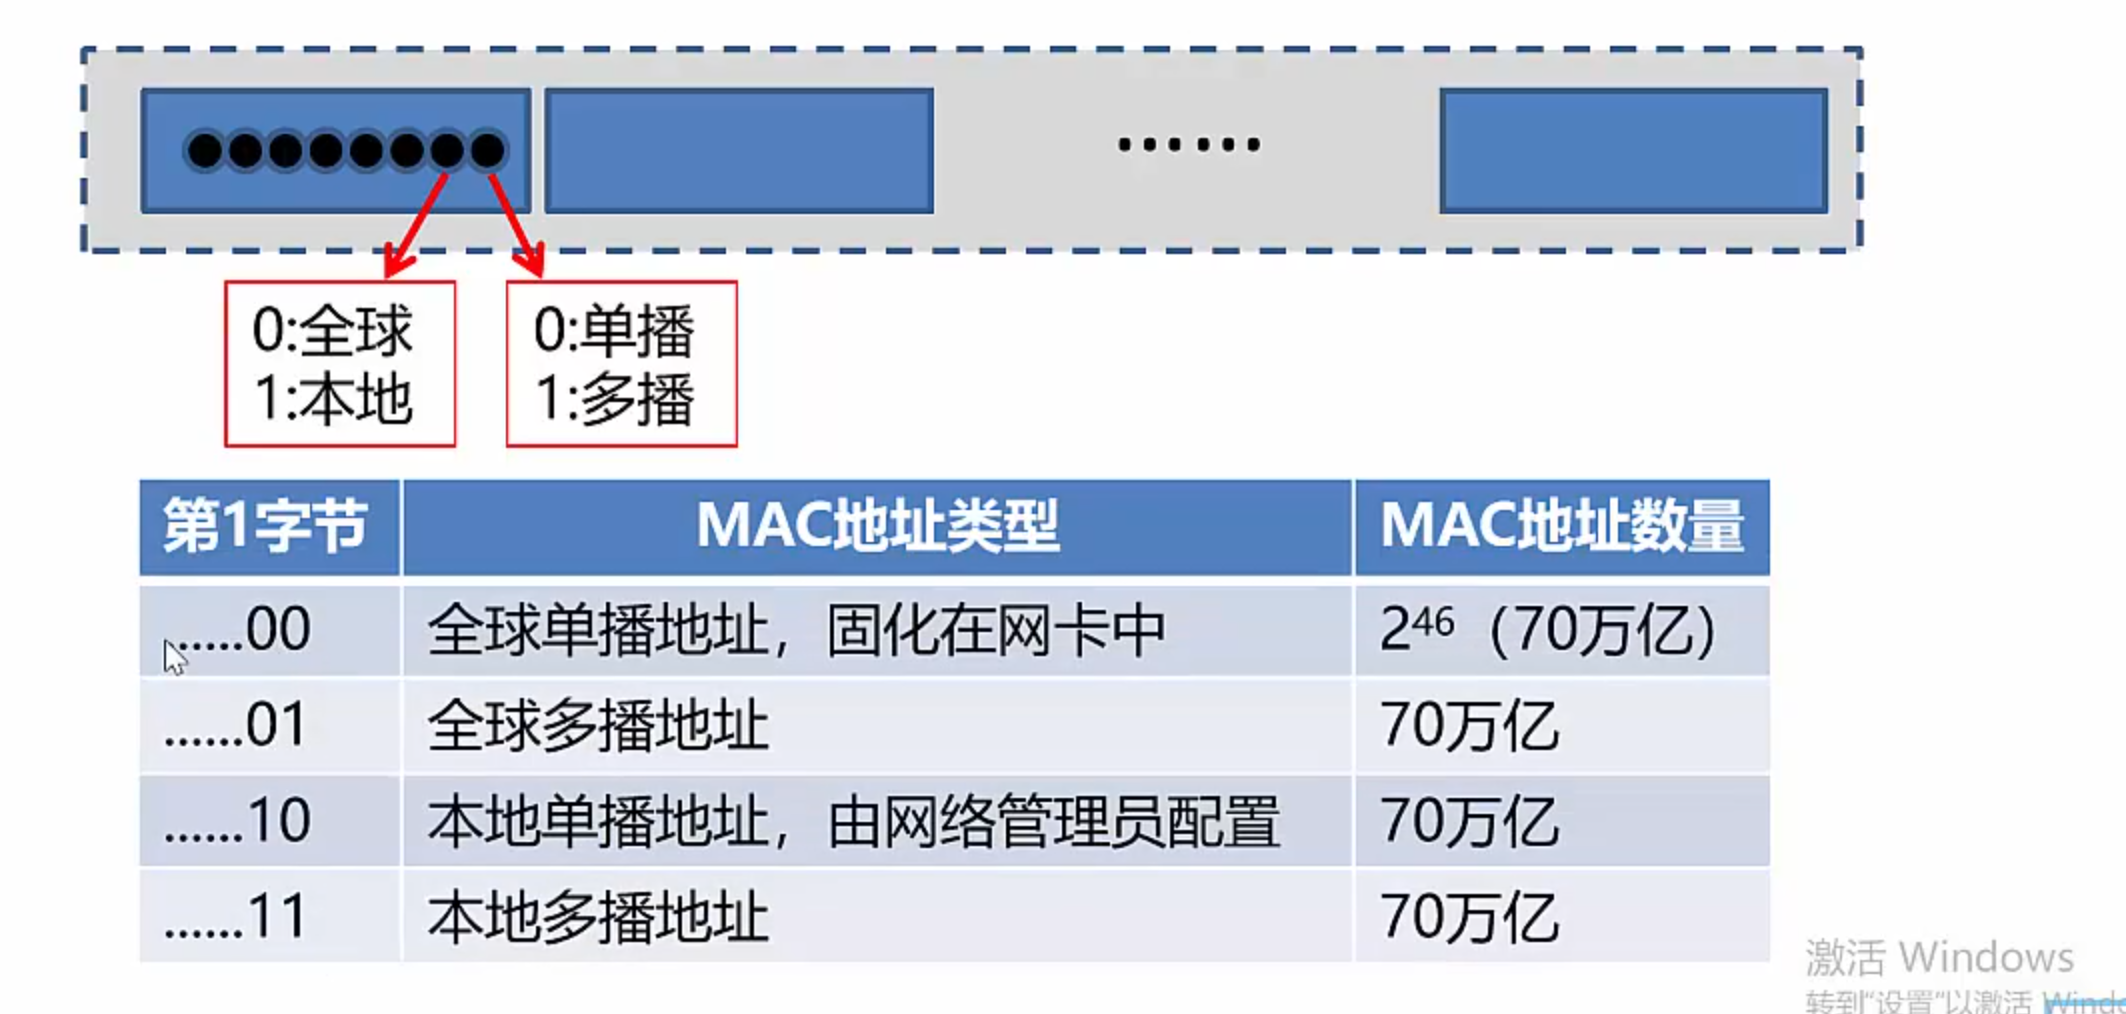 ......
0:全球
1:本地
0:单播
1:多播
第1字节 MAC地址类型 MAC地址数量
......00 全球单播地址，固化在网卡中 2⁴⁶（70万亿）
......01 全球多播地址 70万亿
......10 本地单播地址，由网络管理员配置 70万亿
......11 本地多播地址 70万亿
激活 Windows
转到"设置"以激活 Windo